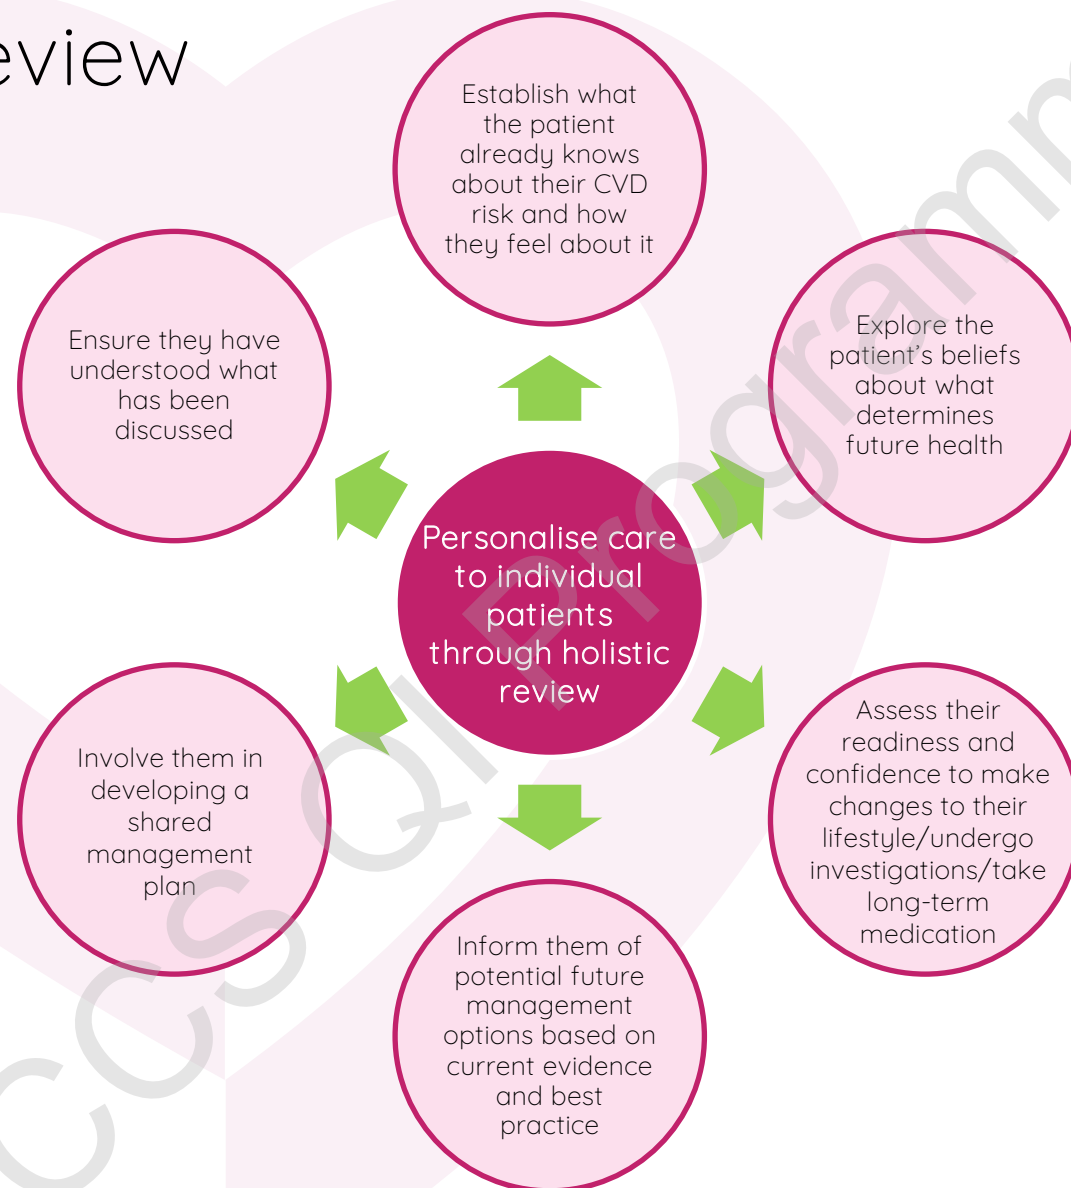 eview
Establish what
the patient
already knows
about their CVD
risk and how
they feel about it
Explore the
patient’s beliefs
about what
determines
future health
Assess their
readiness and
confidence to make
changes to their
lifestyle/undergo
investigations/take
long-term
medication
Inform them of
potential future
management
options based on
current evidence
and best
practice
Involve them in
developing a
shared
management
plan
Ensure they have
understood what
has been
discussed
Personalise care
to individual
patients
through holistic
review
CCS QI Programm